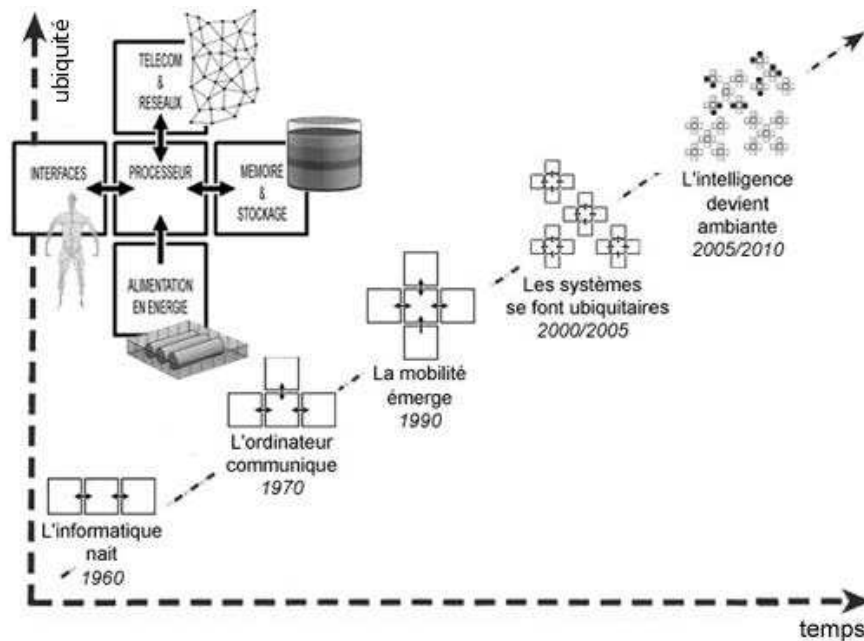 ubiquité
TELECOM
&
RESEAUX
INTERFACES
PROCESSEUR
MEMOIRE
&
STOCKAGE
ALIMENTATION
EN ENERGIE
L'informatique
nait
1960
L'ordinateur
communique
1970
La mobilité
émerge
1990
Les systèmes
se font ubiquitaires
2000/2005
L'intelligence
devient
ambiante
2005/2010
temps